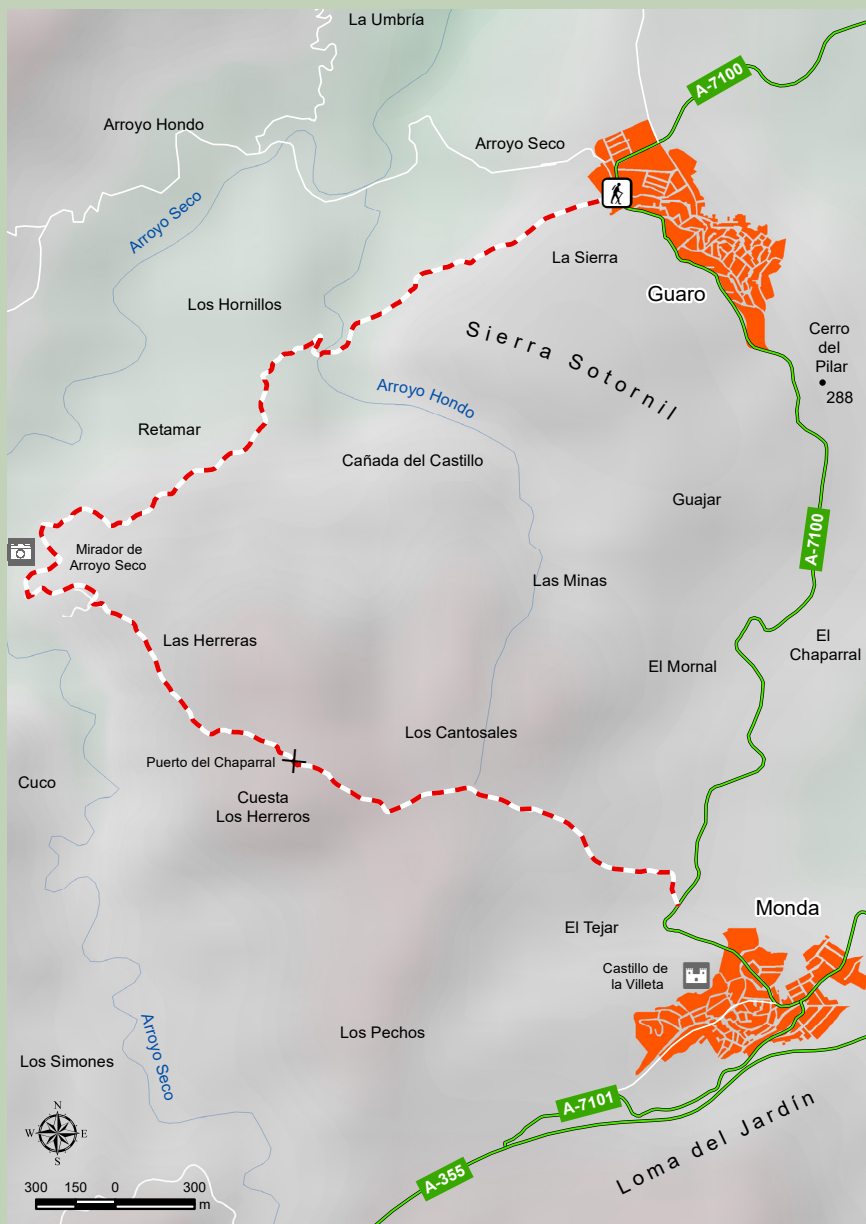 La Umbría
A-7100
Arroyo Hondo
Arroyo Seco
Arroyo Seco
La Sierra
Guaro
Los Hornillos
Sierra Sotornil
Cerro
del
Pilar
288
Arroyo Hondo
Retamar
Cañada del Castillo
Guajar
A-7100
Mirador de
Arroyo Seco
Las Minas
Las Herreras
El
Chaparral
El Mornal
Los Cantosales
Puerto del Chaparral
Cuco
Cuesta
Los Herreros
Monda
El Tejar
Castillo de
la Villeta
Arroyo Seco
Los Pechos
Los Simones
A-7101
Loma del Jardín
N
W
E
S
A-355
300
150
0
300
m